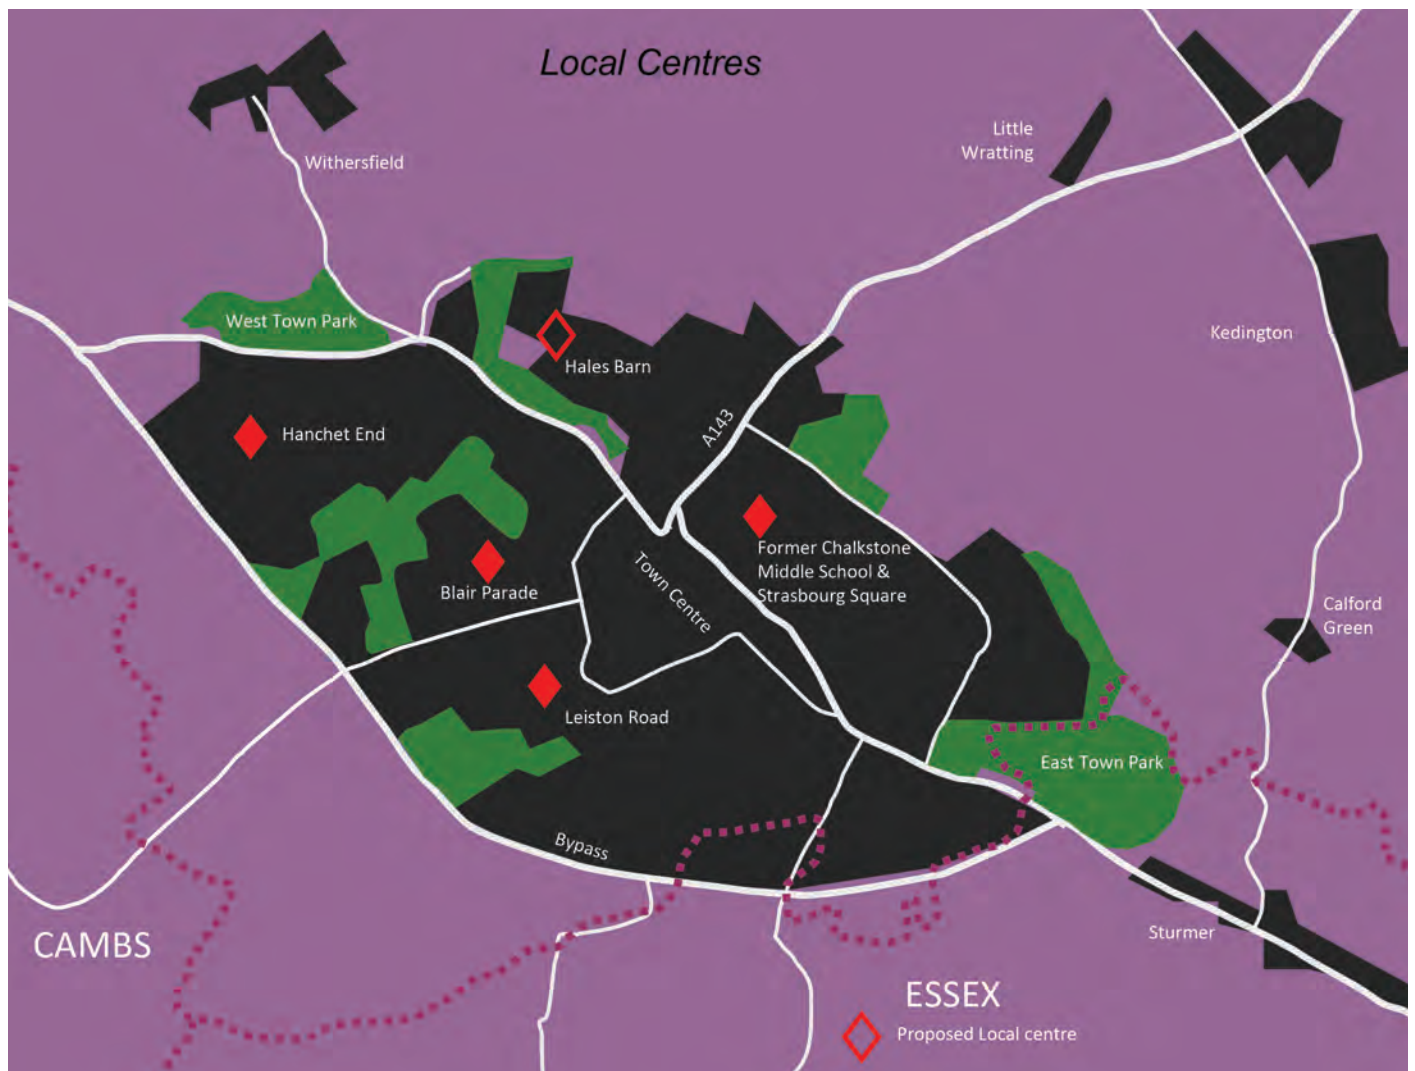 Local Centres
Little
Wratting
Withersfield
West Town Park
Kedington
Hales Barn
A143
Hanchet End
Former Chalkstone
Middle School &
Strasbourg Square
Town Centre
Blair Parade
Calford
Green
Leiston Road
East Town Park
Bypass
CAMBS
Sturmer
ESSEX
Proposed Local centre